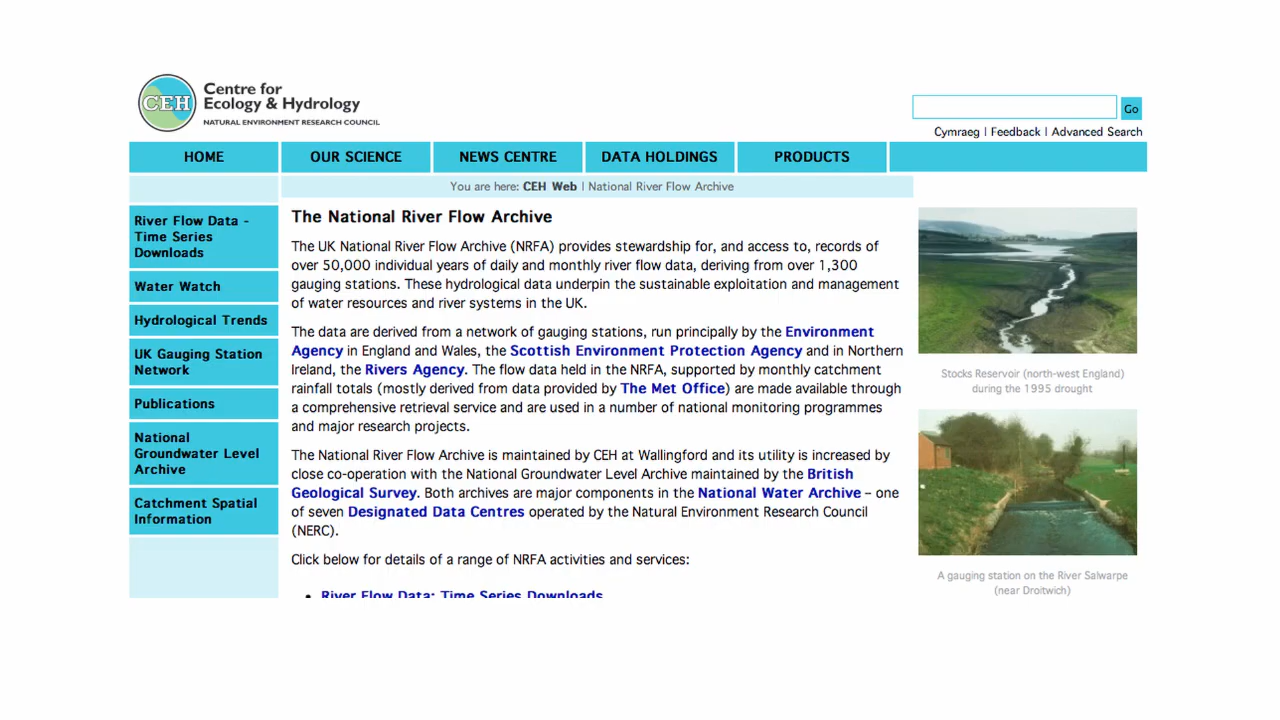 CEH
Centre for
Ecology & Hydrology
NATURAL ENVIRONMENT RESEARCH COUNCIL
Go
Cymraeg | Feedback | Advanced Search
HOME
OUR SCIENCE
NEWS CENTRE
DATA HOLDINGS
PRODUCTS
You are here: CEH Web | National River Flow Archive
River Flow Data -
Time Series
Downloads
Water Watch
Hydrological Trends
UK Gauging Station
Network
Publications
National
Groundwater Level
Archive
Catchment Spatial
Information
The National River Flow Archive
The UK National River Flow Archive (NRFA) provides stewardship for, and access to, records of
over 50,000 individual years of daily and monthly river flow data, deriving from over 1,300
gauging stations. These hydrological data underpin the sustainable exploitation and management
of water resources and river systems in the UK.
The data are derived from a network of gauging stations, run principally by the Environment
Agency in England and Wales, the Scottish Environment Protection Agency and in Northern
Ireland, the Rivers Agency. The flow data held in the NRFA, supported by monthly catchment
rainfall totals (mostly derived from data provided by The Met Office) are made available through
a comprehensive retrieval service and are used in a number of national monitoring programmes
and major research projects.
The National River Flow Archive is maintained by CEH at Wallingford and its utility is increased by
close co-operation with the National Groundwater Level Archive maintained by the British
Geological Survey. Both archives are major components in the National Water Archive – one
of seven Designated Data Centres operated by the Natural Environment Research Council
(NERC).
Click below for details of a range of NRFA activities and services:
• River Flow Data: Time Series Downloads
Stocks Reservoir (north-west England)
during the 1995 drought
A gauging station on the River Salwarpe
(near Droitwich)